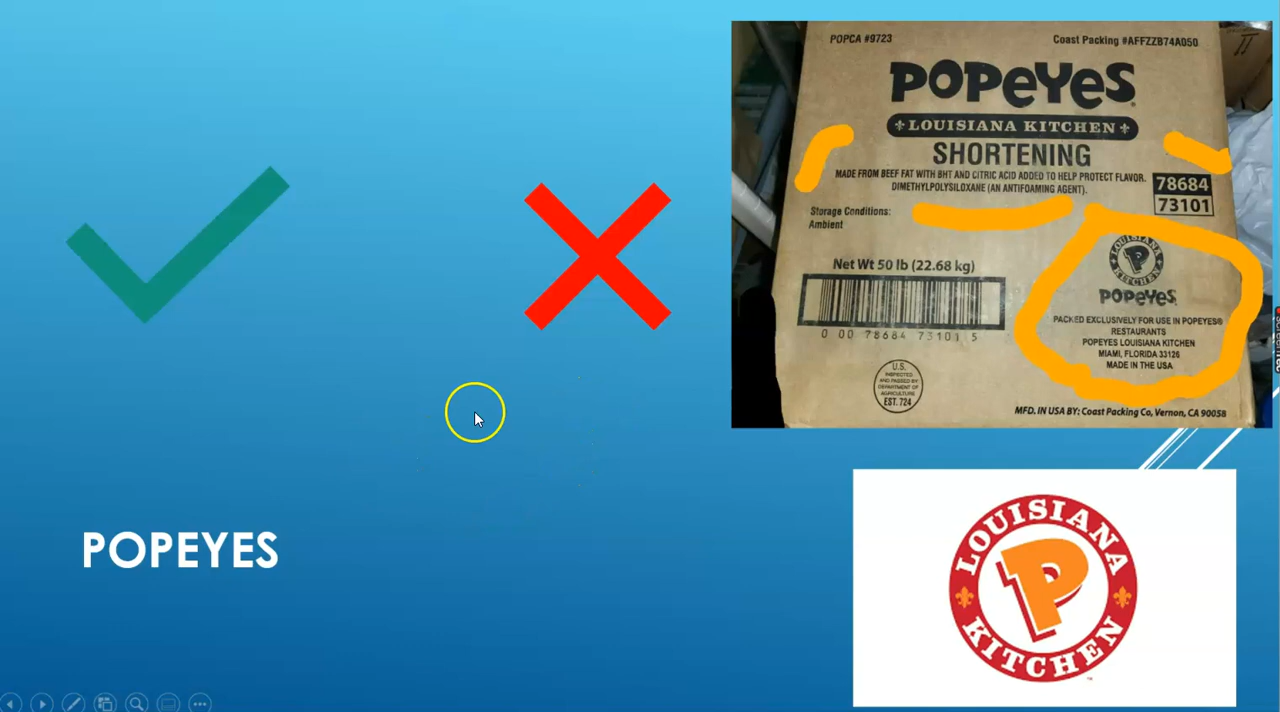 POPCA #9723
Coast Packing #AFFZZB74A050
POPEYES
LOUISIANA KITCHEN
SHORTENING
MADE FROM BEEF FAT WITH BHT AND CITRIC ACID ADDED TO HELP PROTECT FLAVOR.
DIMETHYLPOLYSILOXANE (AN ANTIFOAMING AGENT).
78684
73101
Storage Conditions:
Ambient
Net Wt 50 lb (22.68 kg)
0 00 78684 73101 5
LOUISIANA
P
KITCHEN
POPEYES
PACKED EXCLUSIVELY FOR USE IN POPEYES®
RESTAURANTS
POPEYES LOUISIANA KITCHEN
MIAMI, FLORIDA 33126
MADE IN THE USA
U.S.
INSPECTED
AND PASSED BY
DEPARTMENT OF
AGRICULTURE
EST. 724
MFD. IN USA BY: Coast Packing Co, Vernon, CA 90058
POPEYES
LOUISIANA
P
KITCHEN